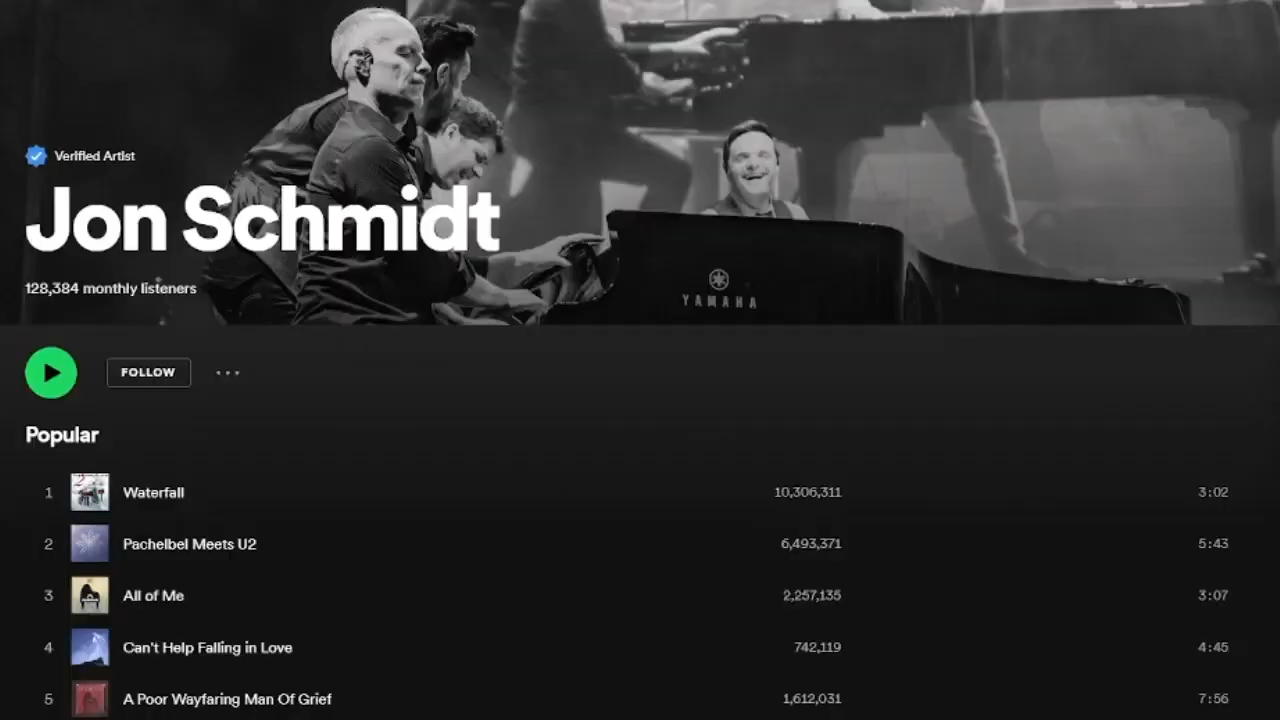 Verified Artist
Jon Schmidt
128,384 monthly listeners
YAMAHA
FOLLOW
Popular
1 Waterfall 10,306,311 3:02
2 Pachelbel Meets U2 6,493,371 5:43
3 All of Me 2,257,135 3:07
4 Can't Help Falling in Love 742,119 4:45
5 A Poor Wayfaring Man Of Grief 1,612,031 7:56